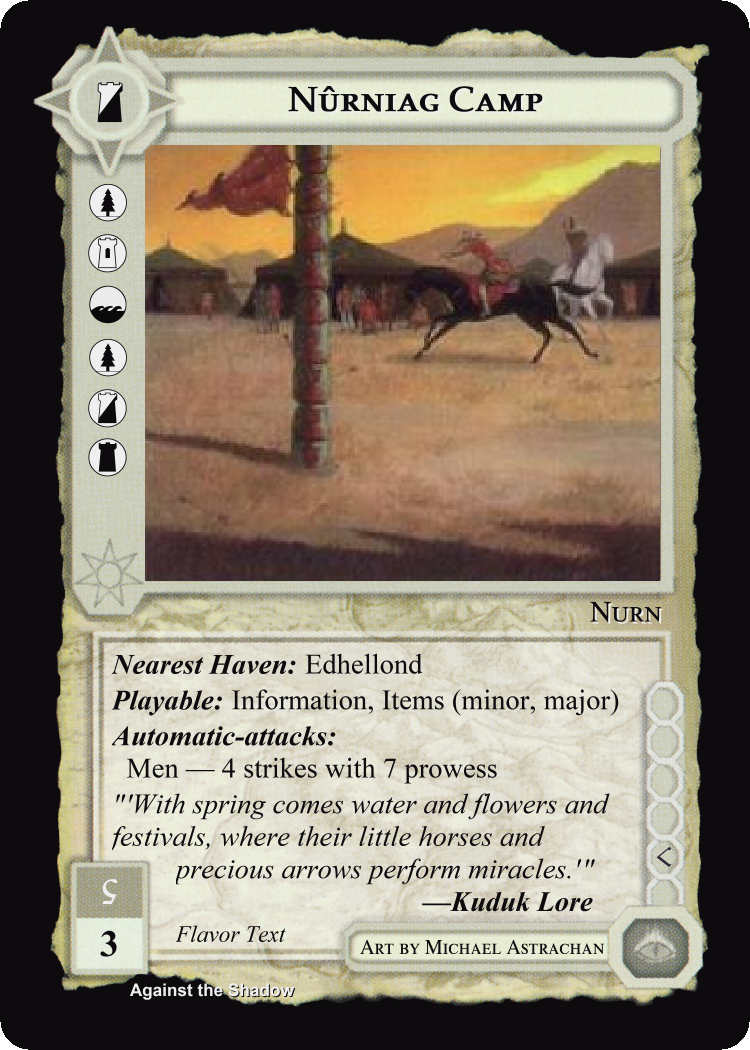 Nûrniag Camp
Nurn
Nearest Haven: Edhellond
Playable: Information, Items (minor, major)
Automatic-attacks:
Men — 4 strikes with 7 prowess
"'With spring comes water and flowers and
festivals, where their little horses and
precious arrows perform miracles.'"
—Kuduk Lore
3
Flavor Text
Art by Michael Astrachan
Against the Shadow